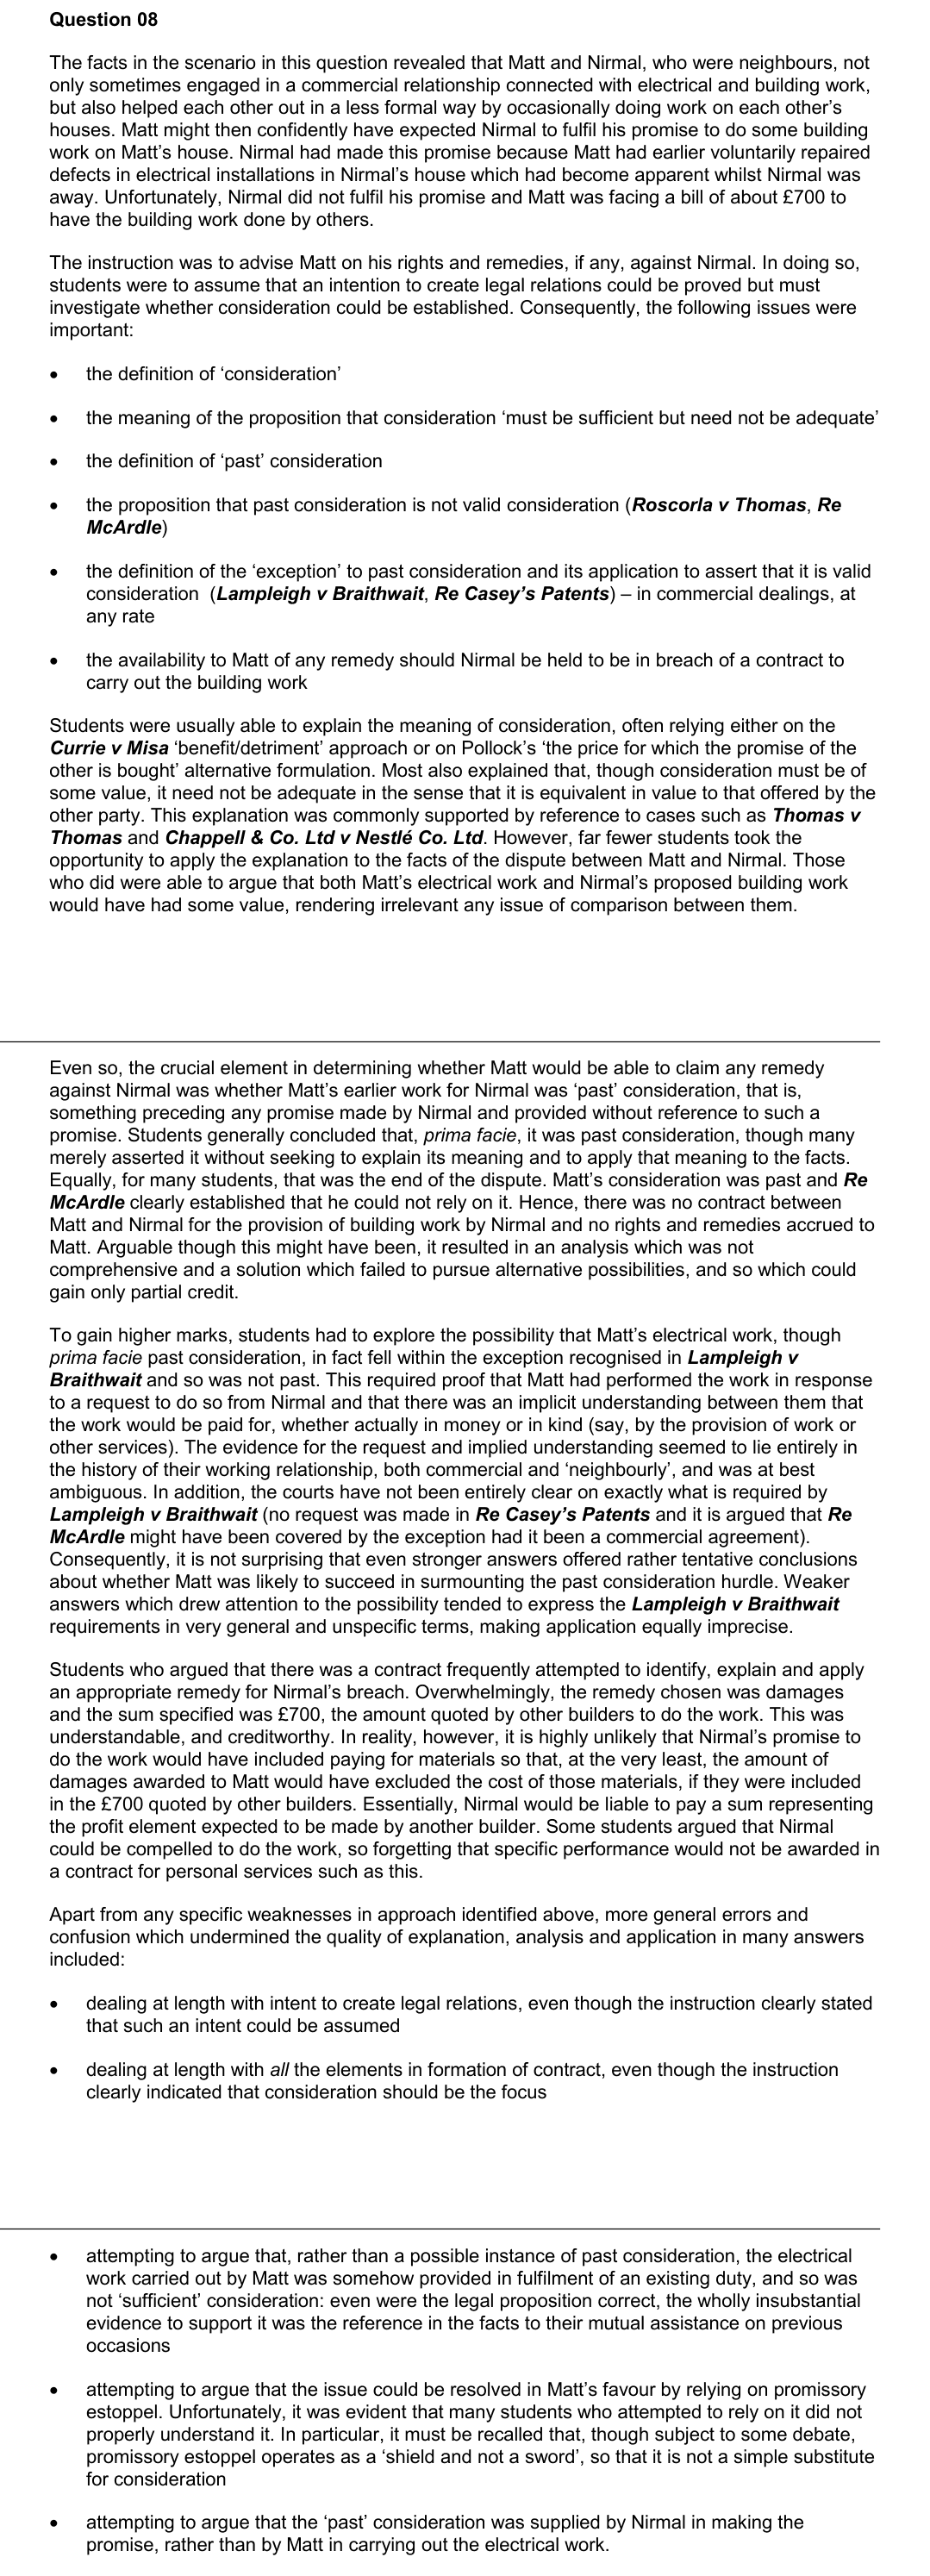 Question 08
The facts in the scenario in this question revealed that Matt and Nirmal, who were neighbours, not
only sometimes engaged in a commercial relationship connected with electrical and building work,
but also helped each other out in a less formal way by occasionally doing work on each other's
houses. Matt might then confidently have expected Nirmal to fulfil his promise to do some building
work on Matt's house. Nirmal had made this promise because Matt had earlier voluntarily repaired
defects in electrical installations in Nirmal's house which had become apparent whilst Nirmal was
away. Unfortunately, Nirmal did not fulfil his promise and Matt was facing a bill of about £700 to
have the building work done by others.
The instruction was to advise Matt on his rights and remedies, if any, against Nirmal. In doing so,
students were to assume that an intention to create legal relations could be proved but must
investigate whether consideration could be established. Consequently, the following issues were
important:
• the definition of 'consideration'
• the meaning of the proposition that consideration 'must be sufficient but need not be adequate'
• the definition of 'past' consideration
• the proposition that past consideration is not valid consideration (Roscorla v Thomas, Re
McArdle)
• the definition of the 'exception' to past consideration and its application to assert that it is valid
consideration (Lampleigh v Braithwait, Re Casey's Patents) – in commercial dealings, at
any rate
• the availability to Matt of any remedy should Nirmal be held to be in breach of a contract to
carry out the building work
Students were usually able to explain the meaning of consideration, often relying either on the
Currie v Misa 'benefit/detriment' approach or on Pollock's 'the price for which the promise of the
other is bought' alternative formulation. Most also explained that, though consideration must be of
some value, it need not be adequate in the sense that it is equivalent in value to that offered by the
other party. This explanation was commonly supported by reference to cases such as Thomas v
Thomas and Chappell & Co. Ltd v Nestlé Co. Ltd. However, far fewer students took the
opportunity to apply the explanation to the facts of the dispute between Matt and Nirmal. Those
who did were able to argue that both Matt's electrical work and Nirmal's proposed building work
would have had some value, rendering irrelevant any issue of comparison between them.
Even so, the crucial element in determining whether Matt would be able to claim any remedy
against Nirmal was whether Matt's earlier work for Nirmal was 'past' consideration, that is,
something preceding any promise made by Nirmal and provided without reference to such a
promise. Students generally concluded that, prima facie, it was past consideration, though many
merely asserted it without seeking to explain its meaning and to apply that meaning to the facts.
Equally, for many students, that was the end of the dispute. Matt's consideration was past and Re
McArdle clearly established that he could not rely on it. Hence, there was no contract between
Matt and Nirmal for the provision of building work by Nirmal and no rights and remedies accrued to
Matt. Arguable though this might have been, it resulted in an analysis which was not
comprehensive and a solution which failed to pursue alternative possibilities, and so which could
gain only partial credit.
To gain higher marks, students had to explore the possibility that Matt's electrical work, though
prima facie past consideration, in fact fell within the exception recognised in Lampleigh v
Braithwait and so was not past. This required proof that Matt had performed the work in response
to a request to do so from Nirmal and that there was an implicit understanding between them that
the work would be paid for, whether actually in money or in kind (say, by the provision of work or
other services). The evidence for the request and implied understanding seemed to lie entirely in
the history of their working relationship, both commercial and 'neighbourly', and was at best
ambiguous. In addition, the courts have not been entirely clear on exactly what is required by
Lampleigh v Braithwait (no request was made in Re Casey's Patents and it is argued that Re
McArdle might have been covered by the exception had it been a commercial agreement).
Consequently, it is not surprising that even stronger answers offered rather tentative conclusions
about whether Matt was likely to succeed in surmounting the past consideration hurdle. Weaker
answers which drew attention to the possibility tended to express the Lampleigh v Braithwait
requirements in very general and unspecific terms, making application equally imprecise.
Students who argued that there was a contract frequently attempted to identify, explain and apply
an appropriate remedy for Nirmal's breach. Overwhelmingly, the remedy chosen was damages
and the sum specified was £700, the amount quoted by other builders to do the work. This was
understandable, and creditworthy. In reality, however, it is highly unlikely that Nirmal's promise to
do the work would have included paying for materials so that, at the very least, the amount of
damages awarded to Matt would have excluded the cost of those materials, if they were included
in the £700 quoted by other builders. Essentially, Nirmal would be liable to pay a sum representing
the profit element expected to be made by another builder. Some students argued that Nirmal
could be compelled to do the work, so forgetting that specific performance would not be awarded in
a contract for personal services such as this.
Apart from any specific weaknesses in approach identified above, more general errors and
confusion which undermined the quality of explanation, analysis and application in many answers
included:
• dealing at length with intent to create legal relations, even though the instruction clearly stated
that such an intent could be assumed
• dealing at length with all the elements in formation of contract, even though the instruction
clearly indicated that consideration should be the focus
• attempting to argue that, rather than a possible instance of past consideration, the electrical
work carried out by Matt was somehow provided in fulfilment of an existing duty, and so was
not 'sufficient' consideration: even were the legal proposition correct, the wholly insubstantial
evidence to support it was the reference in the facts to their mutual assistance on previous
occasions
• attempting to argue that the issue could be resolved in Matt's favour by relying on promissory
estoppel. Unfortunately, it was evident that many students who attempted to rely on it did not
properly understand it. In particular, it must be recalled that, though subject to some debate,
promissory estoppel operates as a 'shield and not a sword', so that it is not a simple substitute
for consideration
• attempting to argue that the 'past' consideration was supplied by Nirmal in making the
promise, rather than by Matt in carrying out the electrical work.